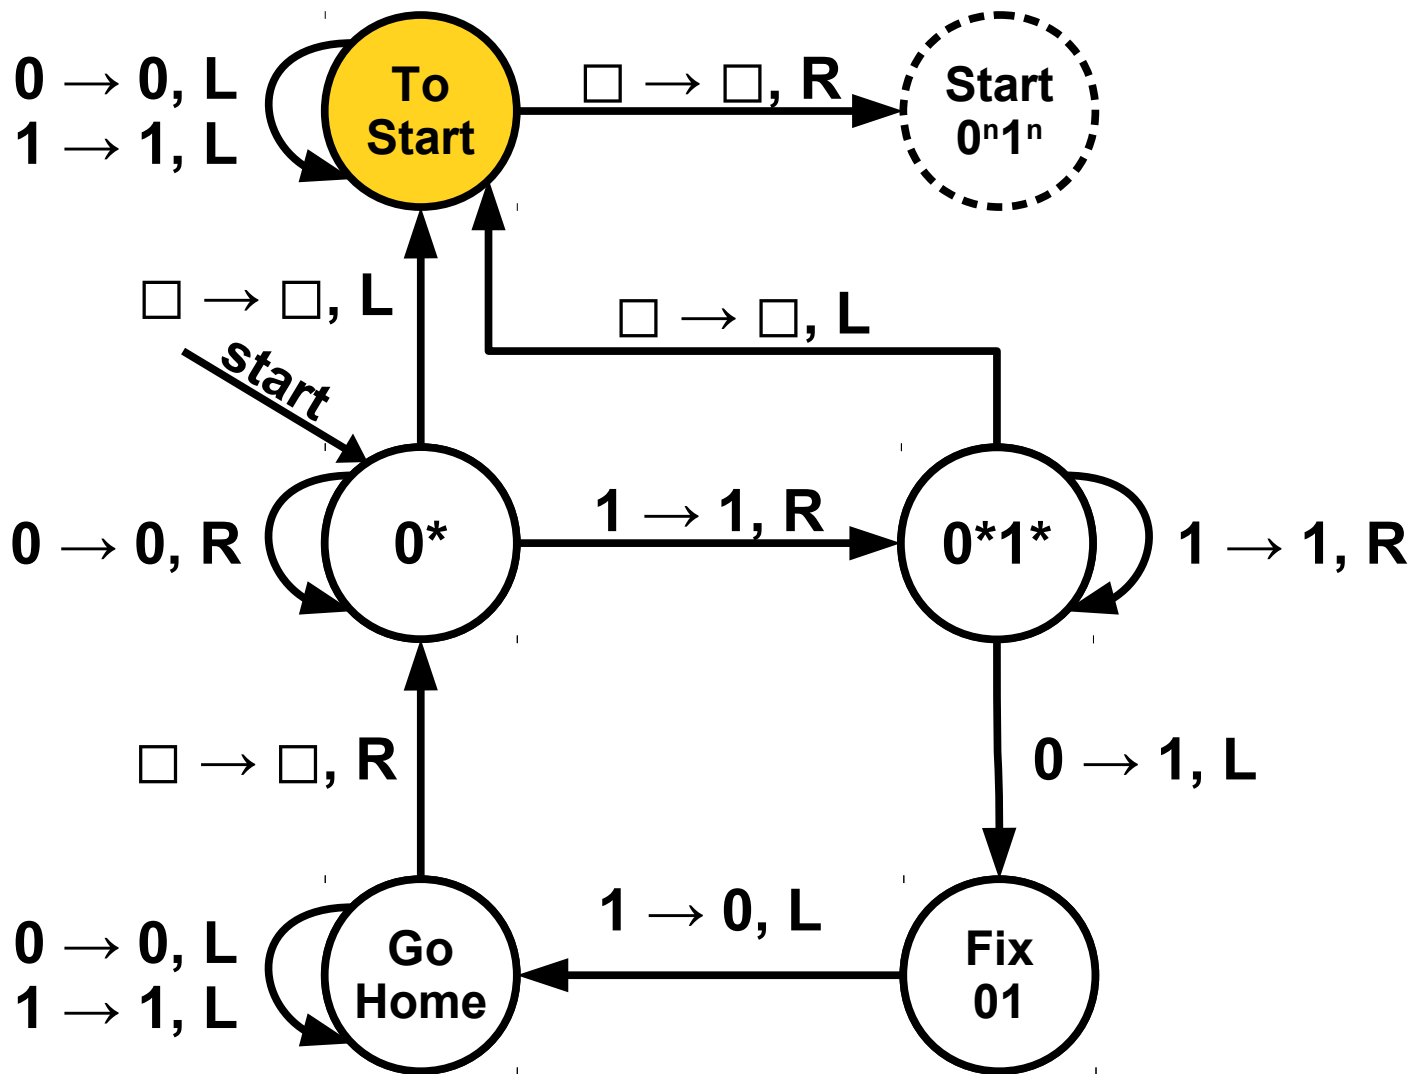 0 → 0, L
1 → 1, L
To
Start
□ → □, R
Start
0ⁿ1ⁿ
□ → □, L
□ → □, L
start
0 → 0, R
0*
1 → 1, R
0*1*
1 → 1, R
□ → □, R
0 → 1, L
0 → 0, L
1 → 1, L
Go
Home
1 → 0, L
Fix
01